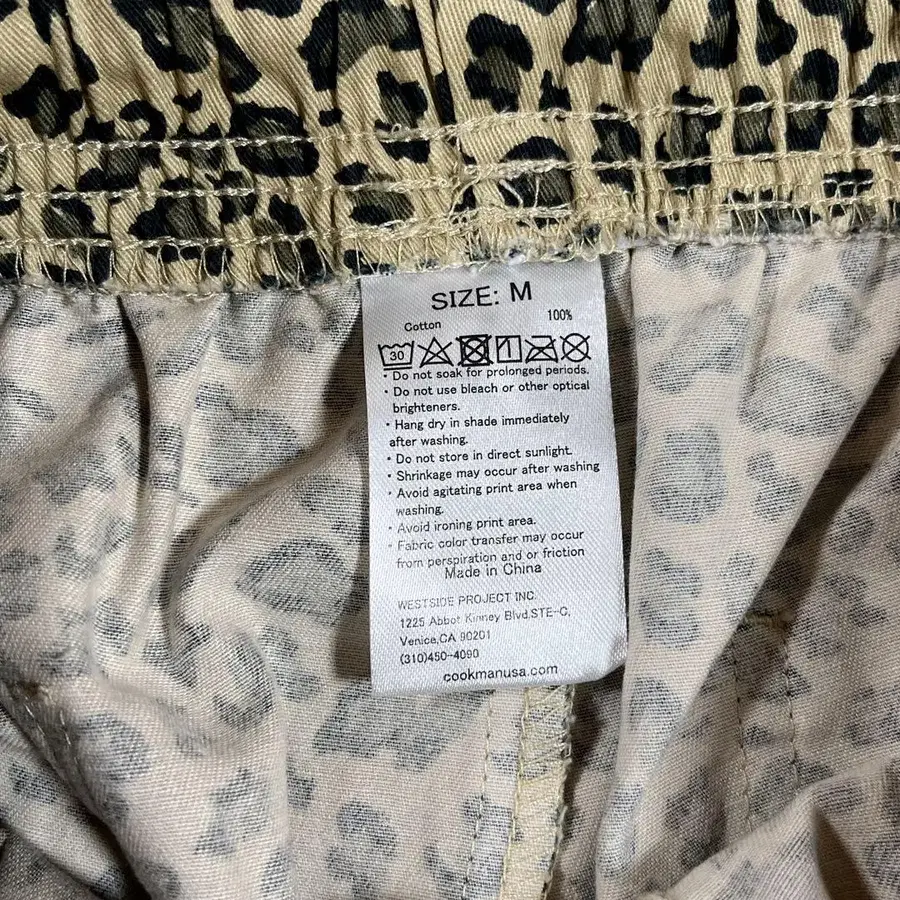 SIZE: M
Cotton 100%
30
• Do not soak for prolonged periods.
• Do not use bleach or other optical
brighteners.
• Hang dry in shade immediately
after washing.
• Do not store in direct sunlight.
• Shrinkage may occur after washing
• Avoid agitating print area when
washing.
• Avoid ironing print area.
• Fabric color transfer may occur
from perspiration and or friction
Made in China
WESTSIDE PROJECT INC.
1225 Abbot Kinney Blvd,STE-C,
Venice,CA 90201
(310)450-4090
cookmanusa.com